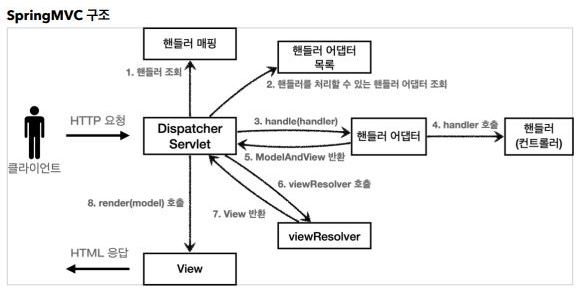 SpringMVC 구조
핸들러 매핑
핸들러 어댑터
목록
1. 핸들러 조회
2. 핸들러를 처리할 수 있는 핸들러 어댑터 조회
HTTP 요청
클라이언트
Dispatcher
Servlet
3. handle(handler)
핸들러 어댑터
4. handler 호출
핸들러
(컨트롤러)
5. ModelAndView 반환
6. viewResolver 호출
7. View 반환
8. render(model) 호출
viewResolver
HTML 응답
View